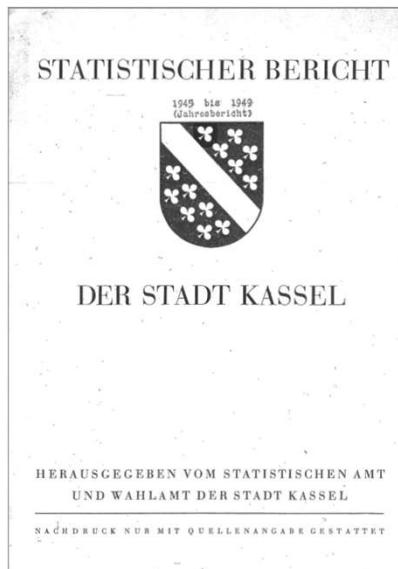 STATISTISCHER BERICHT
1945 bis 1949
(Jahresbericht)
DER STADT KASSEL
HERAUSGEGEBEN VOM STATISTISCHEN AMT
UND WAHLAMT DER STADT KASSEL
NACHDRUCK NUR MIT QUELLENANGABE GESTATTET